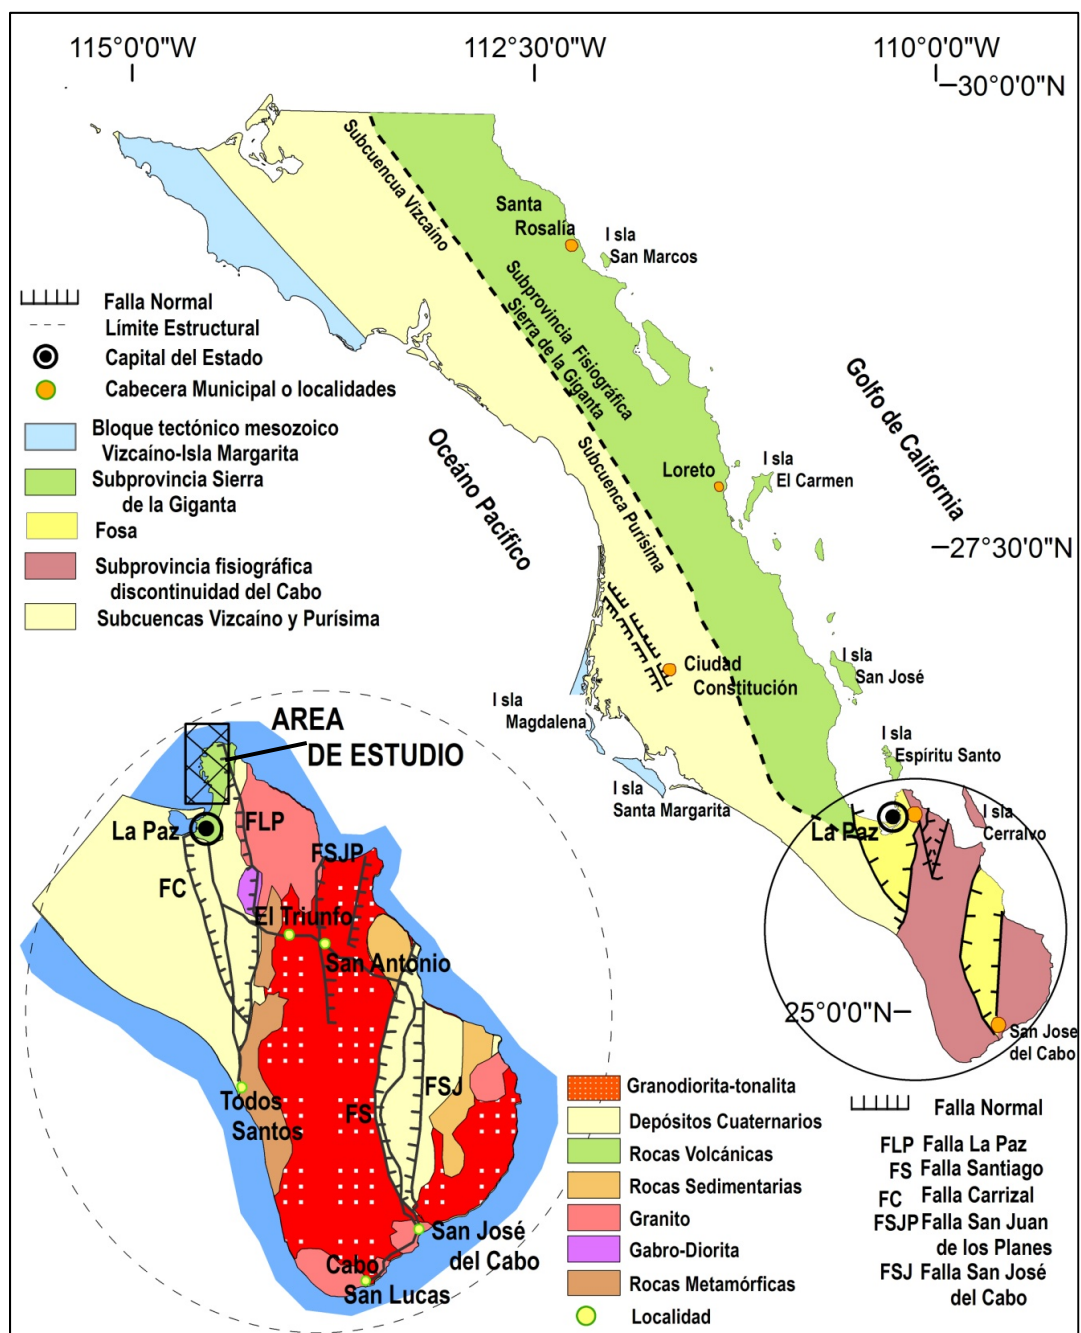 115°0'0"W
112°30'0"W
110°0'0"W
30°0'0"N
Subcuencua Vizcaíno
Santa
Rosalía
I sla
San Marcos
Subprovincia Fisiográfica
Sierra de la Giganta
Falla Normal
Límite Estructural
Capital del Estado
Cabecera Municipal o localidades
Bloque tectónico mesozoico
Vizcaíno-Isla Margarita
Subprovincia Sierra
de la Giganta
Fosa
Subprovincia fisiográfica
discontinuidad del Cabo
Subcuencas Vizcaíno y Purísima
Golfo de California
Oceáno Pacífico
Subcuenca Purísima
Loreto
I sla
El Carmen
27°30'0"N
Ciudad
Constitución
I sla
San José
I sla
Magdalena
I sla
Santa Margarita
I sla
Espíritu Santo
La Paz
I sla
Cerralvo
25°0'0"N
San Jose
del Cabo
AREA
DE ESTUDIO
La Paz
FLP
FC
FSJP
El Triunfo
San Antonio
FSJ
FS
Todos
Santos
San José
del Cabo
Cabo
San Lucas
Granodiorita-tonalita
Depósitos Cuaternarios
Rocas Volcánicas
Rocas Sedimentarias
Granito
Gabro-Diorita
Rocas Metamórficas
Localidad
Falla Normal
FLP Falla La Paz
FS Falla Santiago
FC Falla Carrizal
FSJP Falla San Juan
de los Planes
FSJ Falla San José
del Cabo